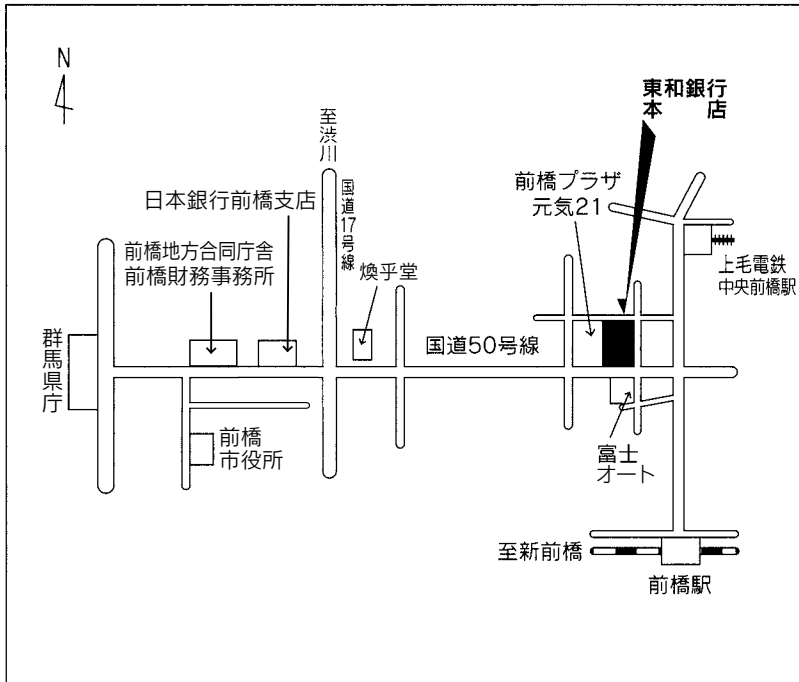 N
東和銀行
本店
至渋川
国道17号線
前橋プラザ
元気21
日本銀行前橋支店
前橋地方合同庁舎
前橋財務事務所
煥乎堂
上毛電鉄
中央前橋駅
群馬県庁
国道50号線
前橋
市役所
富士
オート
至新前橋
前橋駅